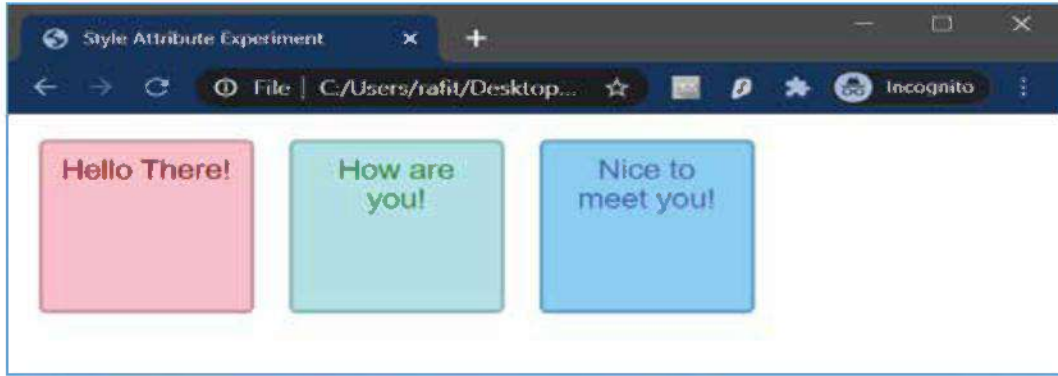 Style Attribute Experiment
File | C:/Users/rafit/Desktop... Incognito
Hello There!
How are
you!
Nice to
meet you!